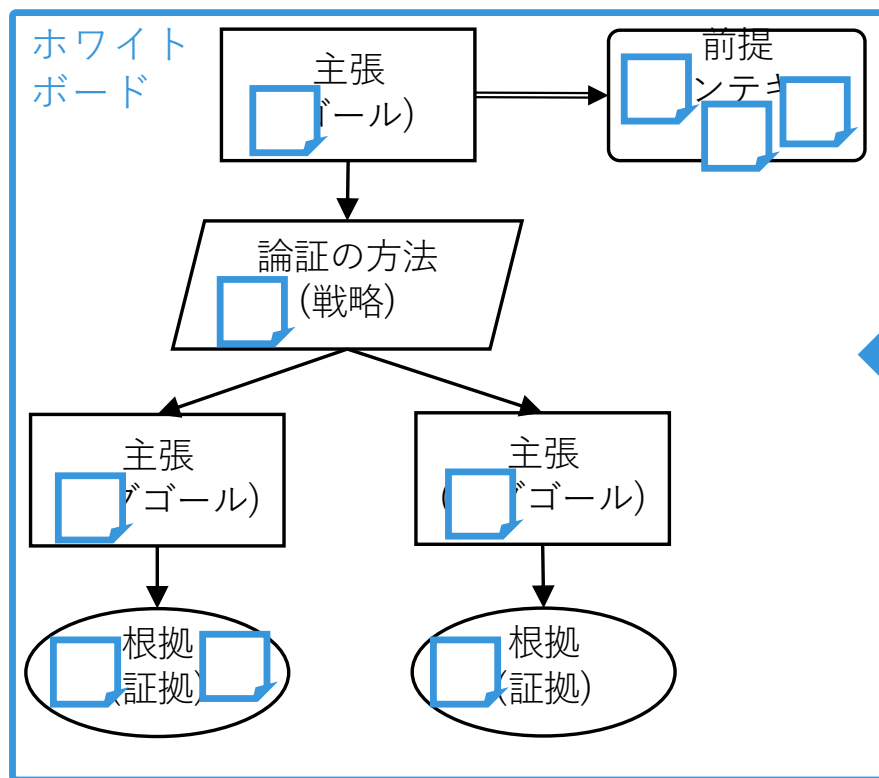 ホワイト
ボード
主張
ール)
前提
ンテキ
論証の方法
(戦略)
主張
ゴール)
主張
ゴール)
根拠
(証拠)
根拠
(証拠)